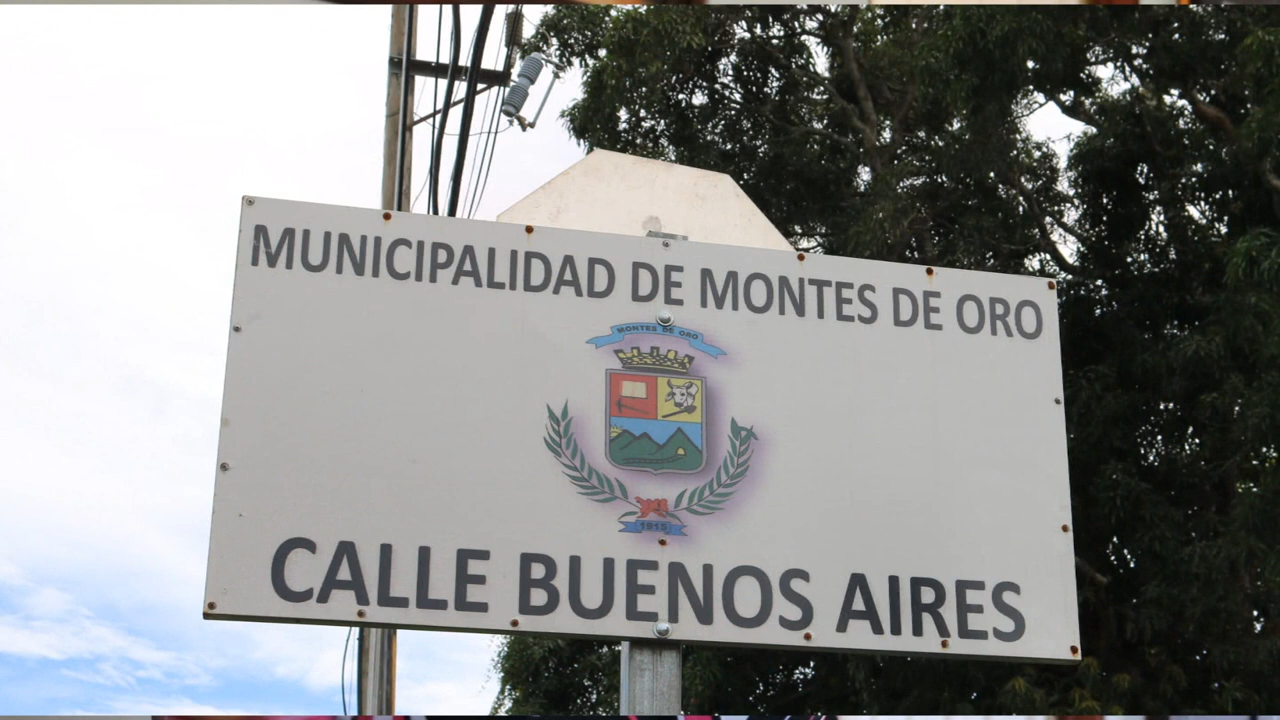 MUNICIPALIDAD DE MONTES DE ORO
MONTES DE ORO
1915
CALLE BUENOS AIRES